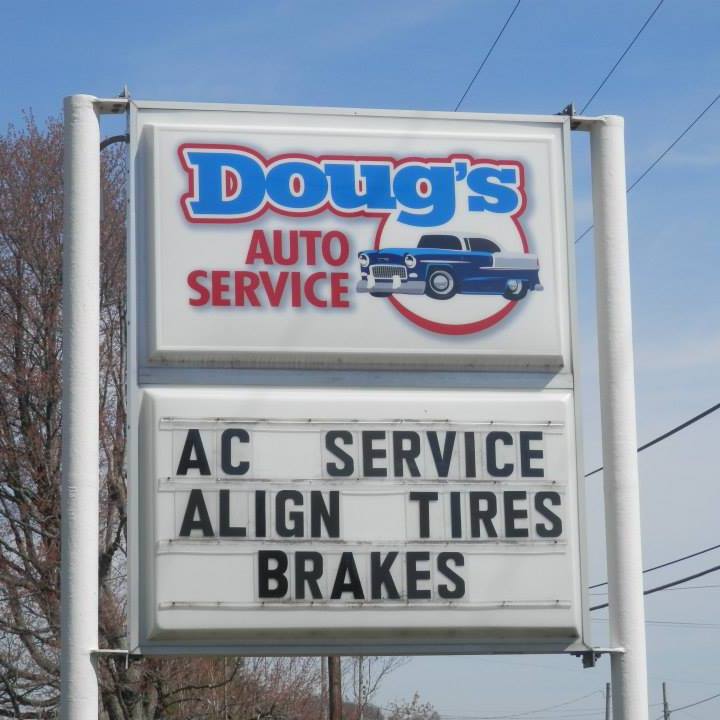 Doug's
AUTO
SERVICE
AC SERVICE
ALIGN TIRES
BRAKES